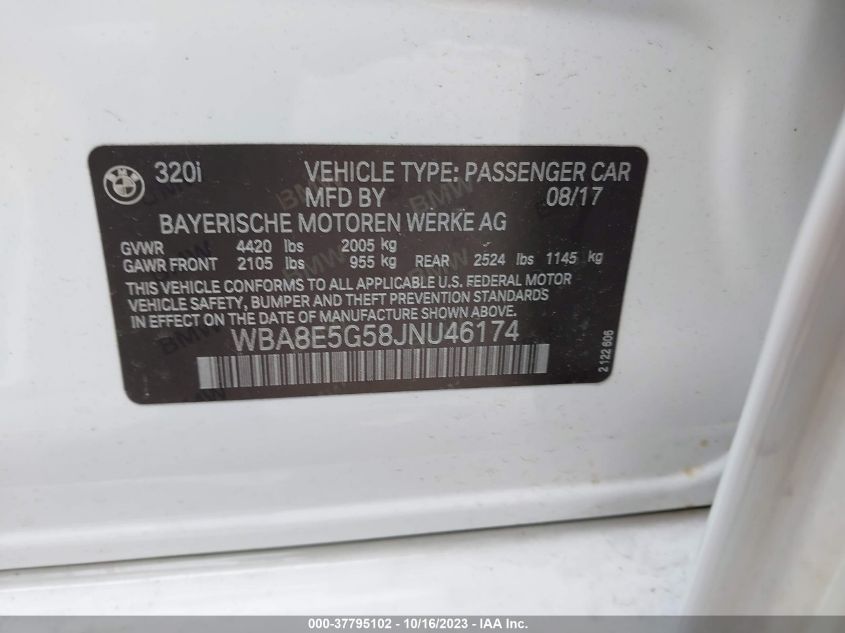 320i VEHICLE TYPE: PASSENGER CAR
MFD BY 08/17
BAYERISCHE MOTOREN WERKE AG
GVWR 4420 lbs 2005 kg
GAWR FRONT 2105 lbs 955 kg REAR 2524 lbs 1145 kg
THIS VEHICLE CONFORMS TO ALL APPLICABLE U.S. FEDERAL MOTOR
VEHICLE SAFETY, BUMPER AND THEFT PREVENTION STANDARDS
IN EFFECT ON THE DATE OF MANUFACTURE SHOWN ABOVE.
WBA8E5G58JNU46174
2 122 606
000-37795102 - 10/16/2023 - IAA Inc.